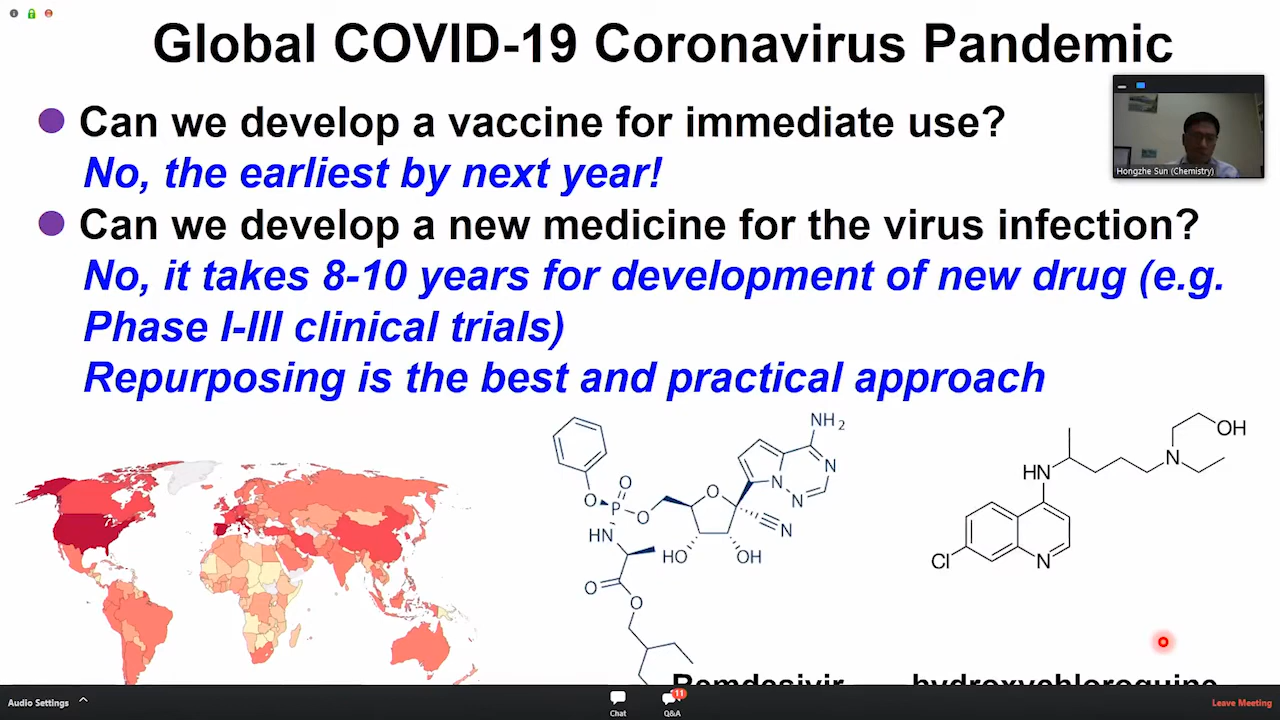 Global COVID-19 Coronavirus Pandemic
Can we develop a vaccine for immediate use?
No, the earliest by next year!
Can we develop a new medicine for the virus infection?
No, it takes 8-10 years for development of new drug (e.g.
Phase I-III clinical trials)
Repurposing is the best and practical approach
Hongzhe Sun (Chemistry)
NH2
N
N
N
O
O
P
O
O
N
HN
HO
OH
O
O
OH
N
HN
Cl
N
Remdesivir
hydroxychloroquine
Audio Settings
Chat
11
Q&A
Leave Meeting